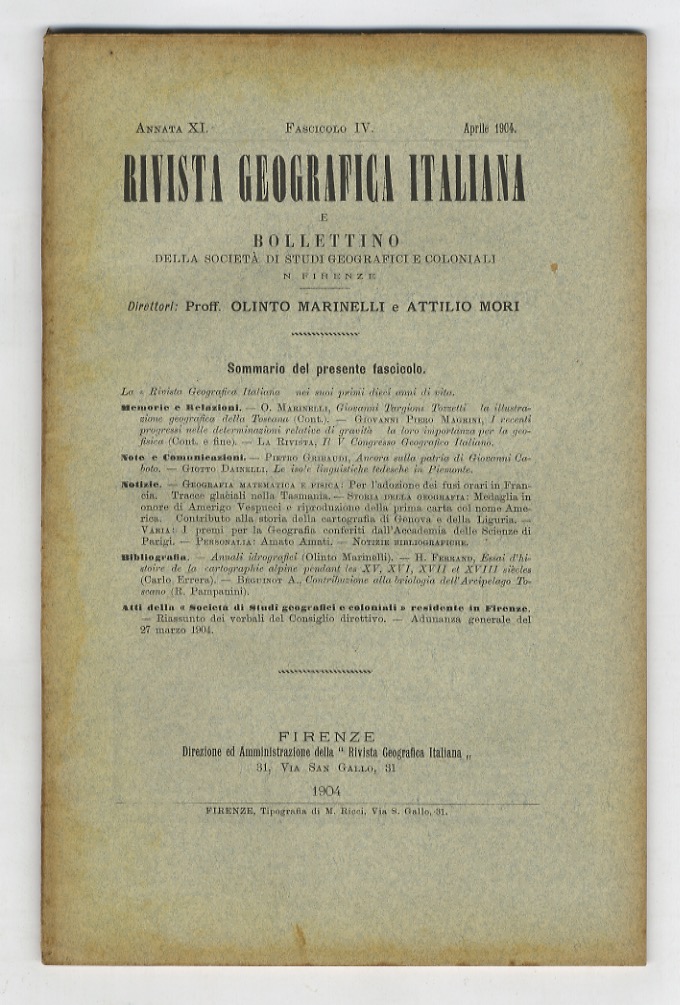 Annata XI. Fascicolo IV. Aprile 1904.
RIVISTA GEOGRAFICA ITALIANA
E
BOLLETTINO
DELLA SOCIETÀ DI STUDI GEOGRAFICI E COLONIALI
N FIRENZE
Direttori: Proff. OLINTO MARINELLI e ATTILIO MORI
Sommario del presente fascicolo.
La « Rivista Geografica Italiana nei suoi primi dieci anni di vita.
Memorie e Relazioni. — O. Marinelli, Giovanni Targioni Tozzetti la illustra-
zione geografica della Toscana (Cont.). — Giovanni Piero Magrini, I recenti
progressi nelle determinazioni relative di gravità la loro importanza per la geo-
fisica (Cont. e fine). — La Rivista, Il V Congresso Geografico Italiano.
Note e Comunicazioni. — Pietro Gribaudi, Ancora sulla patria di Giovanni Ca-
boto. — Giotto Dainelli, Le isole linguistiche tedesche in Piemonte.
Notizie. — Geografia matematica e fisica: Per l'adozione dei fusi orari in Fran-
cia. Tracce glaciali nella Tasmania. — Storia della geografia: Medaglia in
onore di Amerigo Vespucci e riproduzione della prima carta col nome Ame-
rica. Contributo alla storia della cartografia di Genova e della Liguria. —
Varia: I premi per la Geografia conferiti dall'Accademia delle Scienze di
Parigi. — Personalia: Amato Amati. — Notizie bibliografiche.
Bibliografia. — Annali idrografici (Olinto Marinelli). — H. Ferrand, Essai d'hi-
stoire de la cartographie alpine pendant les XV, XVI, XVII et XVIII siècles
(Carlo Errera). — Béguinot A., Contribuzione alla briologia dell'Arcipelago To-
scano (R. Pampanini).
Atti della « Società di Studi geografici e coloniali » residente in Firenze.
— Riassunto dei verbali del Consiglio direttivo. — Adunanza generale del
27 marzo 1904.
FIRENZE
Direzione ed Amministrazione della “ Rivista Geografica Italiana „
31, Via San Gallo, 31
1904
FIRENZE, Tipografia di M. Ricci, Via S. Gallo, 31.